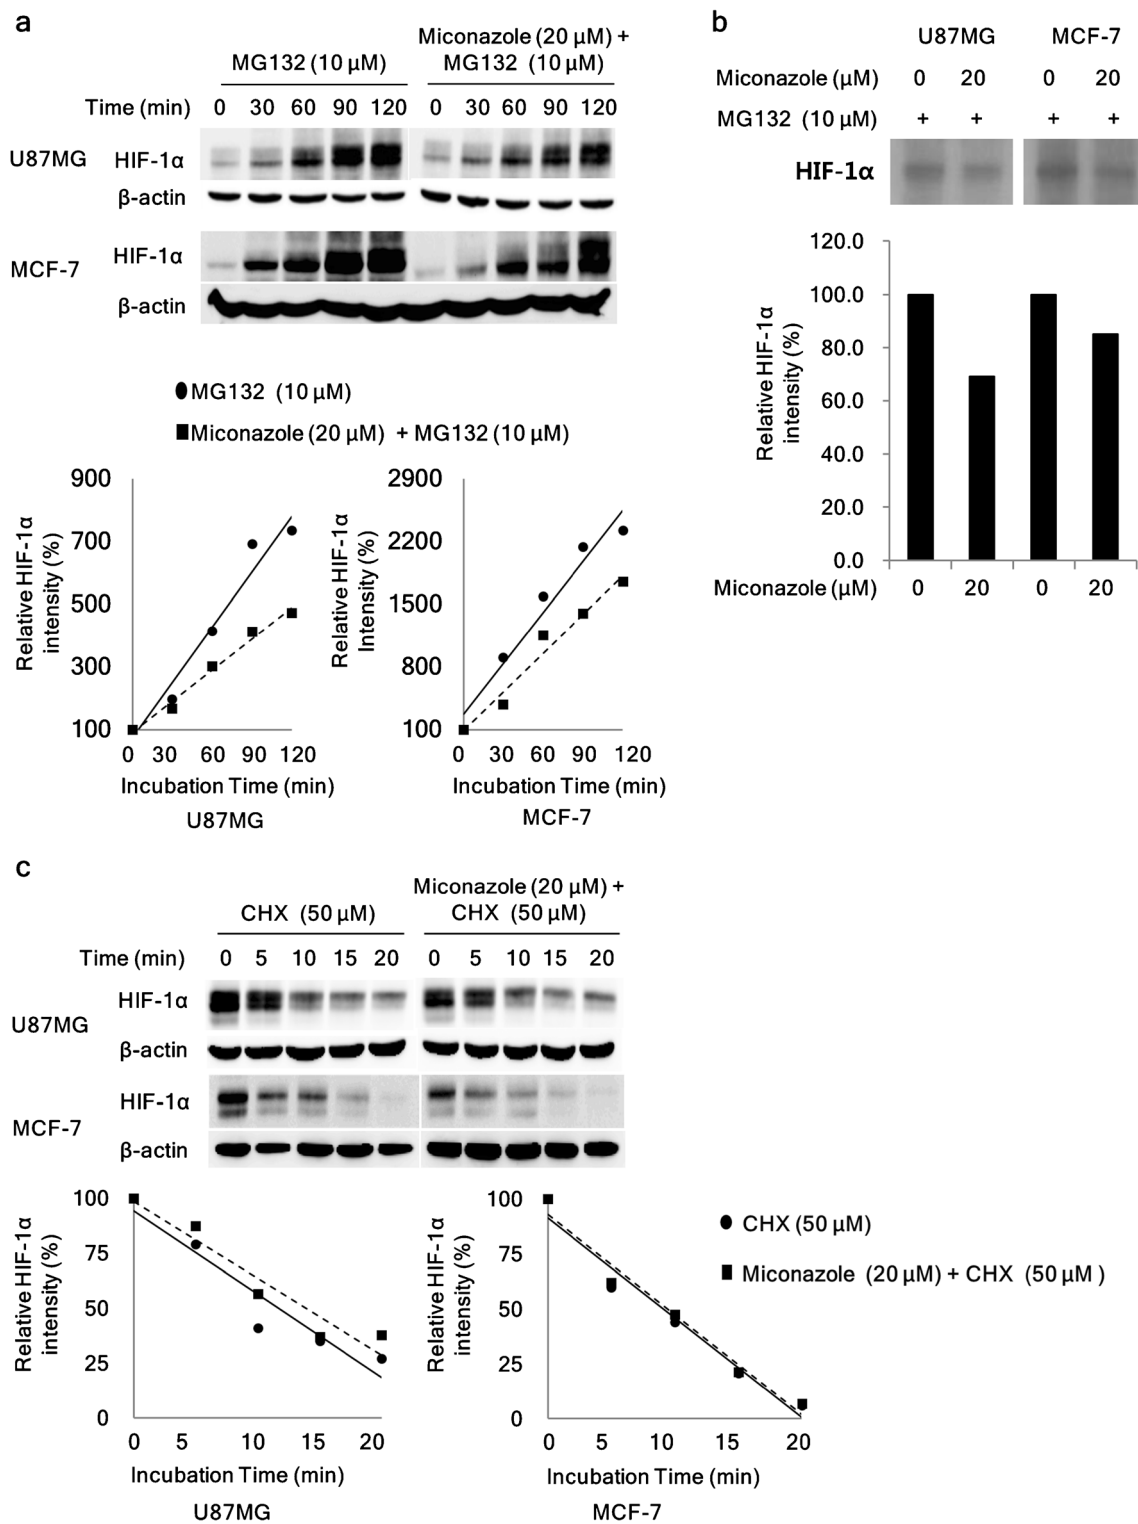 a
MG132 (10 µM)
Miconazole (20 µM) +
MG132 (10 µM)
Time (min) 0 30 60 90 120 0 30 60 90 120
U87MG HIF-1α
β-actin
MCF-7 HIF-1α
β-actin
MG132 (10 µM)
Miconazole (20 µM) + MG132 (10 µM)
Relative HIF-1α
intensity (%)
900
700
500
300
100
0 30 60 90 120
Incubation Time (min)
U87MG
Relative HIF-1α
Intensity (%)
2900
2200
1500
800
100
0 30 60 90 120
Incubation Time (min)
MCF-7
b
U87MG MCF-7
Miconazole (µM) 0 20 0 20
MG132 (10 µM) + + + +
HIF-1α
Relative HIF-1α
intensity (%)
120.0
100.0
80.0
60.0
40.0
20.0
0.0
Miconazole (µM) 0 20 0 20
c
CHX (50 µM)
Miconazole (20 µM) +
CHX (50 µM)
Time (min) 0 5 10 15 20 0 5 10 15 20
U87MG HIF-1α
β-actin
MCF-7 HIF-1α
β-actin
Relative HIF-1α
intensity (%)
100
75
50
25
0
0 5 10 15 20
Incubation Time (min)
U87MG
Relative HIF-1α
intensity (%)
100
75
50
25
0
0 5 10 15 20
Incubation Time (min)
MCF-7
CHX (50 µM)
Miconazole (20 µM) + CHX (50 µM )